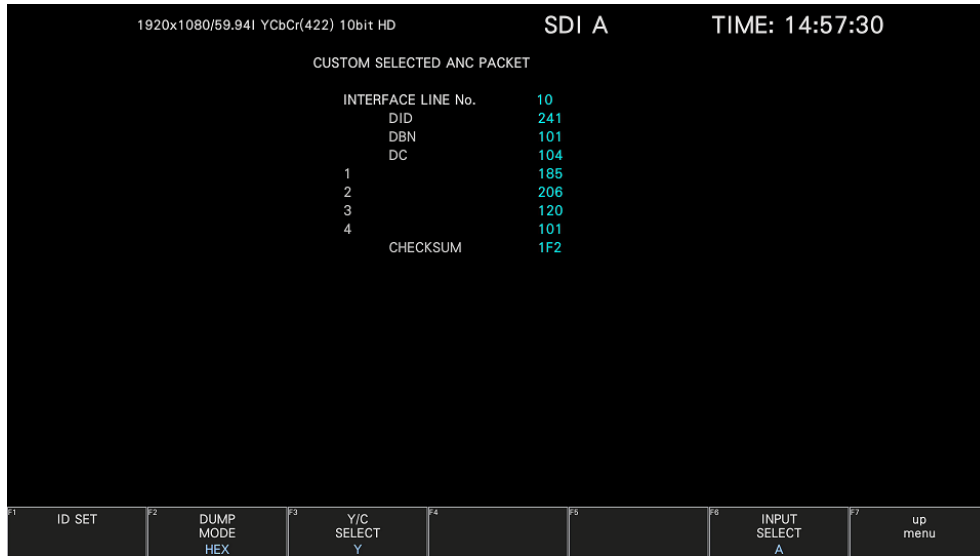 1920x1080/59.94I YCbCr(422) 10bit HD SDI A TIME: 14:57:30
CUSTOM SELECTED ANC PACKET
INTERFACE LINE No. 10
DID 241
DBN 101
DC 104
1 185
2 206
3 120
4 101
CHECKSUM 1F2
F1 ID SET
F2 DUMP MODE HEX
F3 Y/C SELECT Y
F4
F5
F6 INPUT SELECT A
F7 up menu